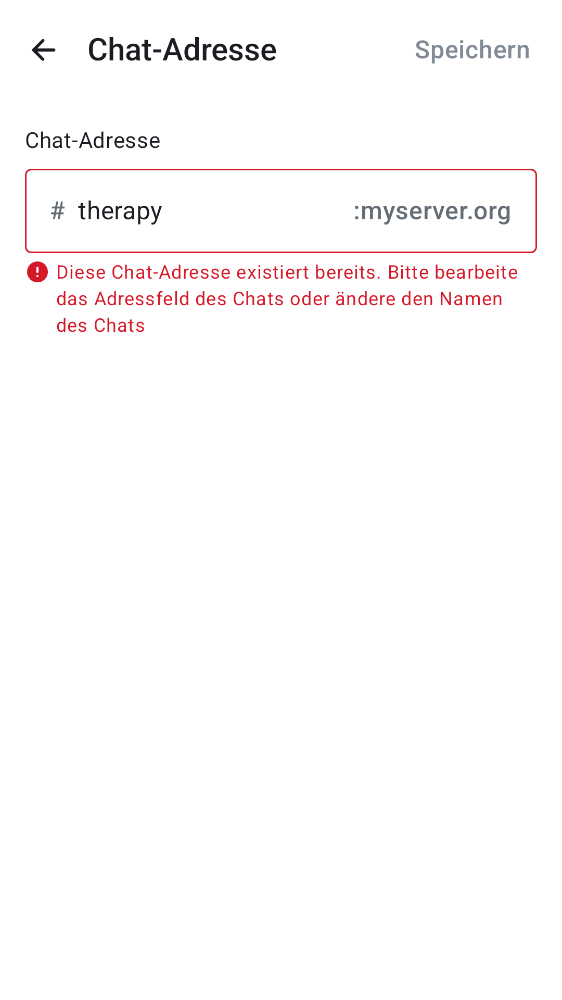 Chat-Adresse
Speichern
Chat-Adresse
# therapy :myserver.org
Diese Chat-Adresse existiert bereits. Bitte bearbeite
das Adressfeld des Chats oder ändere den Namen
des Chats